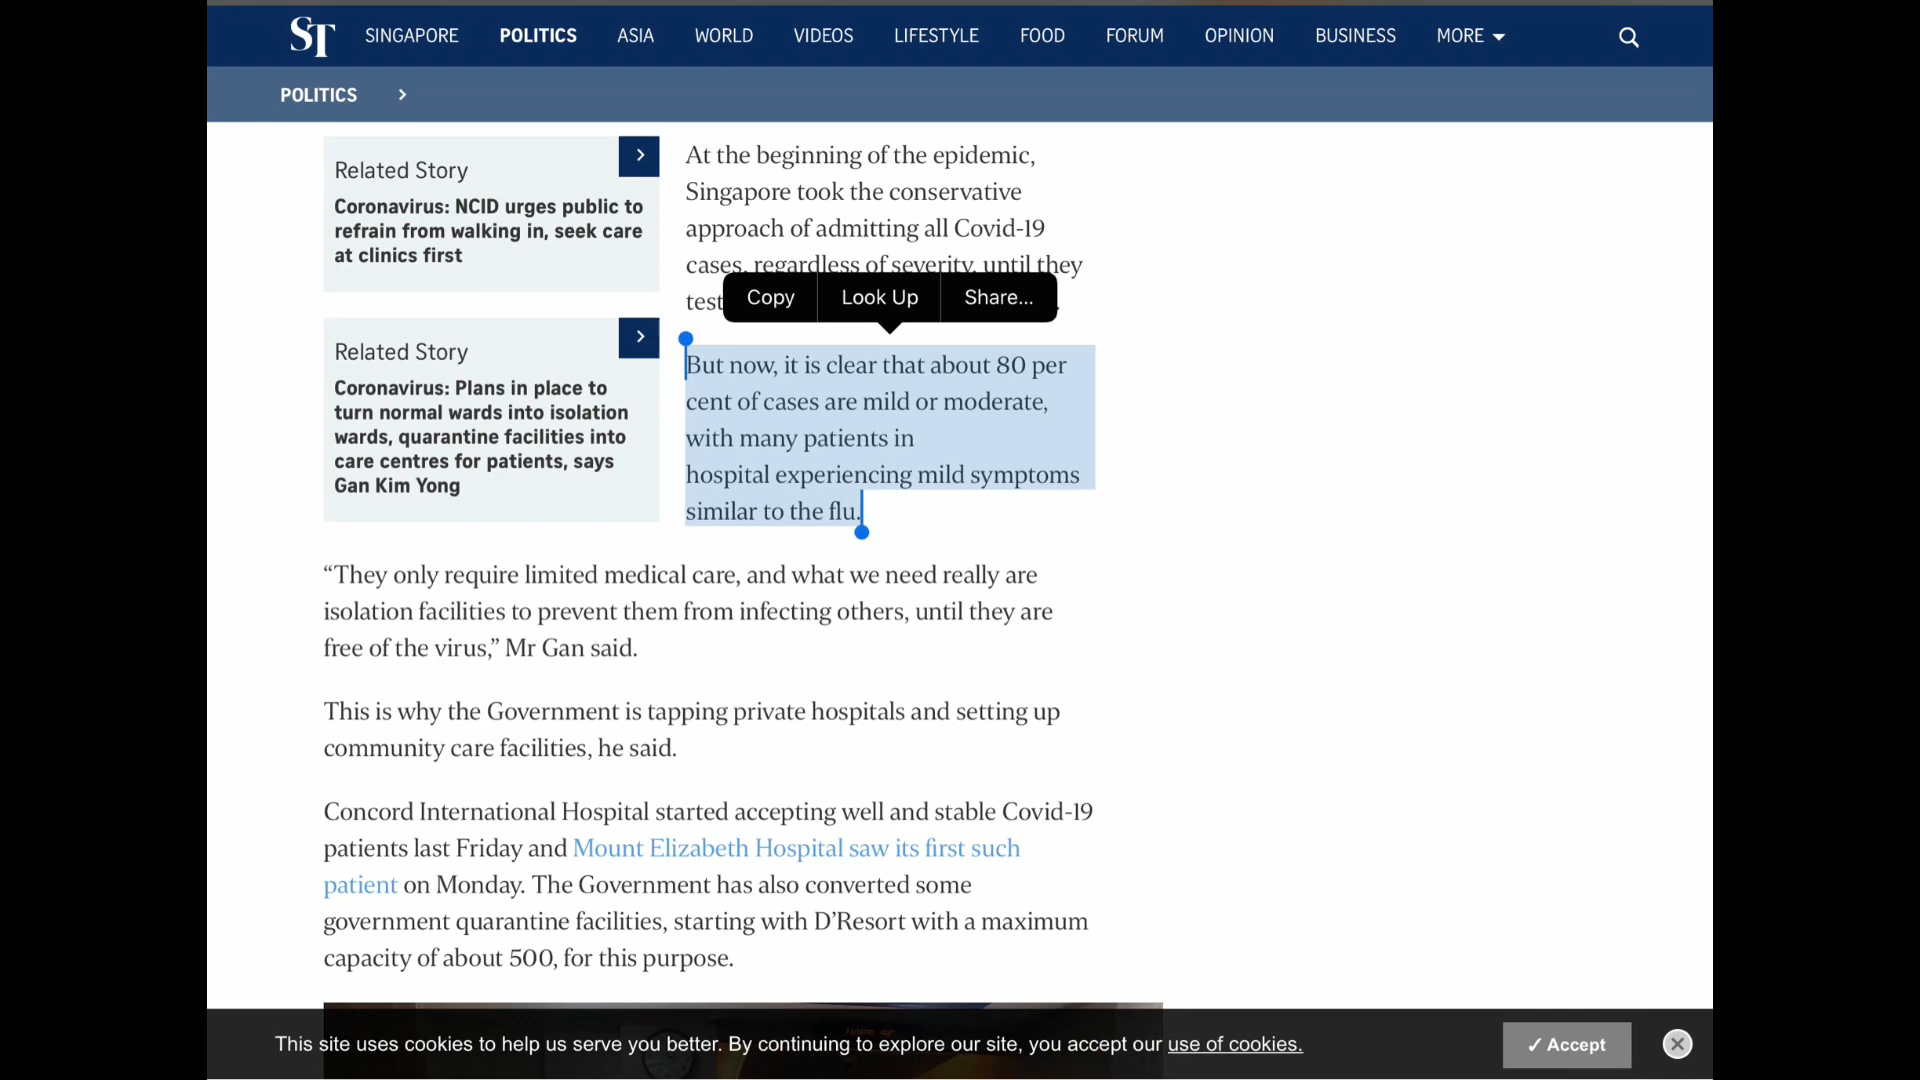 ST SINGAPORE POLITICS ASIA WORLD VIDEOS LIFESTYLE FOOD FORUM OPINION BUSINESS MORE
POLITICS
Related Story
Coronavirus: NCID urges public to
refrain from walking in, seek care
at clinics first
Related Story
Coronavirus: Plans in place to
turn normal wards into isolation
wards, quarantine facilities into
care centres for patients, says
Gan Kim Yong
At the beginning of the epidemic,
Singapore took the conservative
approach of admitting all Covid-19
cases, regardless of severity, until they
test
Copy Look Up Share...
But now, it is clear that about 80 per
cent of cases are mild or moderate,
with many patients in
hospital experiencing mild symptoms
similar to the flu.
“They only require limited medical care, and what we need really are
isolation facilities to prevent them from infecting others, until they are
free of the virus,” Mr Gan said.
This is why the Government is tapping private hospitals and setting up
community care facilities, he said.
Concord International Hospital started accepting well and stable Covid-19
patients last Friday and Mount Elizabeth Hospital saw its first such
patient on Monday. The Government has also converted some
government quarantine facilities, starting with D’Resort with a maximum
capacity of about 500, for this purpose.
This site uses cookies to help us serve you better. By continuing to explore our site, you accept our use of cookies.
✓ Accept